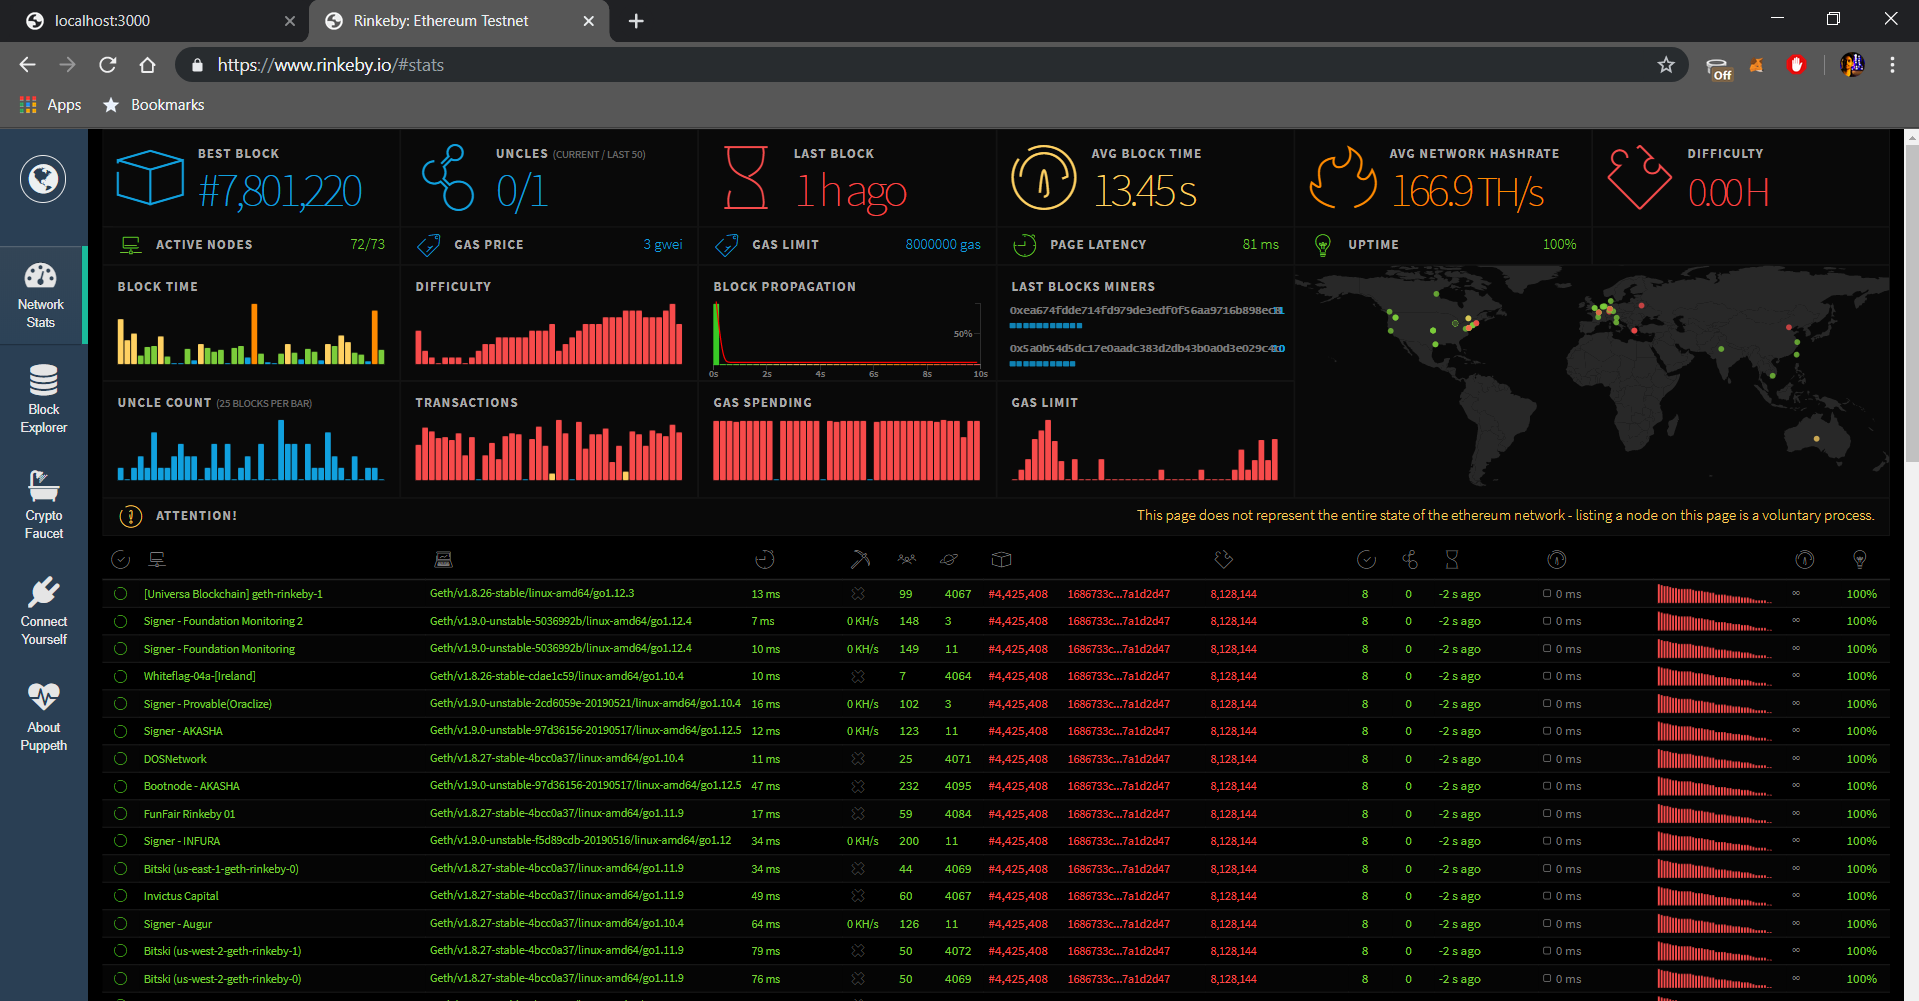 localhost:3000
Rinkeby: Ethereum Testnet
https://www.rinkeby.io/#stats
Off
Apps
Bookmarks
Network
Stats
Block
Explorer
Crypto
Faucet
Connect
Yourself
About
Puppeth
BEST BLOCK
#7,801,220
UNCLES (CURRENT / LAST 50)
0/1
LAST BLOCK
1 h ago
AVG BLOCK TIME
13.45 s
AVG NETWORK HASHRATE
166.9 TH/s
DIFFICULTY
0.00 H
ACTIVE NODES 72/73
GAS PRICE 3 gwei
GAS LIMIT 8000000 gas
PAGE LATENCY 81 ms
UPTIME 100%
BLOCK TIME
DIFFICULTY
BLOCK PROPAGATION
50%
0s 2s 4s 6s 8s 10s
LAST BLOCKS MINERS
UNCLE COUNT (25 BLOCKS PER BAR)
TRANSACTIONS
GAS SPENDING
GAS LIMIT
ATTENTION!
This page does not represent the entire state of the ethereum network - listing a node on this page is a voluntary process.
[Universa Blockchain] geth-rinkeby-1 Geth/v1.8.26-stable/linux-amd64/go1.12.3 13 ms 99 4067 #4,425,408 1686733c...7a1d2d47 8,128,144 8 0 -2 s ago 0 ms ∞ 100%
Signer - Foundation Monitoring 2 Geth/v1.9.0-unstable-5036992b/linux-amd64/go1.12.4 7 ms 0 KH/s 148 3 #4,425,408 1686733c...7a1d2d47 8,128,144 8 0 -2 s ago 0 ms ∞ 100%
Signer - Foundation Monitoring Geth/v1.9.0-unstable-5036992b/linux-amd64/go1.12.4 10 ms 0 KH/s 149 11 #4,425,408 1686733c...7a1d2d47 8,128,144 8 0 -2 s ago 0 ms ∞ 100%
Whiteflag-04a-[Ireland] Geth/v1.8.26-stable-cdae1c59/linux-amd64/go1.10.4 10 ms 7 4064 #4,425,408 1686733c...7a1d2d47 8,128,144 8 0 -2 s ago 0 ms ∞ 100%
Signer - Provable(Oraclize) Geth/v1.9.0-unstable-2cd6059e-20190521/linux-amd64/go1.10.4 16 ms 0 KH/s 102 3 #4,425,408 1686733c...7a1d2d47 8,128,144 8 0 -2 s ago 0 ms ∞ 100%
Signer - AKASHA Geth/v1.9.0-unstable-97d36156-20190517/linux-amd64/go1.12.5 12 ms 0 KH/s 123 11 #4,425,408 1686733c...7a1d2d47 8,128,144 8 0 -2 s ago 0 ms ∞ 100%
DOSNetwork Geth/v1.8.27-stable-4bcc0a37/linux-amd64/go1.10.4 11 ms 25 4071 #4,425,408 1686733c...7a1d2d47 8,128,144 8 0 -2 s ago 0 ms ∞ 100%
Bootnode - AKASHA Geth/v1.9.0-unstable-97d36156-20190517/linux-amd64/go1.12.5 47 ms 232 4095 #4,425,408 1686733c...7a1d2d47 8,128,144 8 0 -2 s ago 0 ms ∞ 100%
FunFair Rinkeby 01 Geth/v1.8.27-stable-4bcc0a37/linux-amd64/go1.11.9 17 ms 59 4084 #4,425,408 1686733c...7a1d2d47 8,128,144 8 0 -2 s ago 0 ms ∞ 100%
Signer - INFURA Geth/v1.9.0-unstable-f5d89cdb-20190516/linux-amd64/go1.12 34 ms 0 KH/s 200 11 #4,425,408 1686733c...7a1d2d47 8,128,144 8 0 -2 s ago 0 ms ∞ 100%
Bitski (us-east-1-geth-rinkeby-0) Geth/v1.8.27-stable-4bcc0a37/linux-amd64/go1.11.9 34 ms 44 4069 #4,425,408 1686733c...7a1d2d47 8,128,144 8 0 -2 s ago 0 ms ∞ 100%
Invictus Capital Geth/v1.8.27-stable-4bcc0a37/linux-amd64/go1.11.9 49 ms 60 4067 #4,425,408 1686733c...7a1d2d47 8,128,144 8 0 -2 s ago 0 ms ∞ 100%
Signer - Augur Geth/v1.8.27-stable-4bcc0a37/linux-amd64/go1.10.4 64 ms 0 KH/s 126 11 #4,425,408 1686733c...7a1d2d47 8,128,144 8 0 -2 s ago 0 ms ∞ 100%
Bitski (us-west-2-geth-rinkeby-1) Geth/v1.8.27-stable-4bcc0a37/linux-amd64/go1.11.9 79 ms 50 4072 #4,425,408 1686733c...7a1d2d47 8,128,144 8 0 -2 s ago 0 ms ∞ 100%
Bitski (us-west-2-geth-rinkeby-0) Geth/v1.8.27-stable-4bcc0a37/linux-amd64/go1.11.9 76 ms 50 4069 #4,425,408 1686733c...7a1d2d47 8,128,144 8 0 -2 s ago 0 ms ∞ 100%